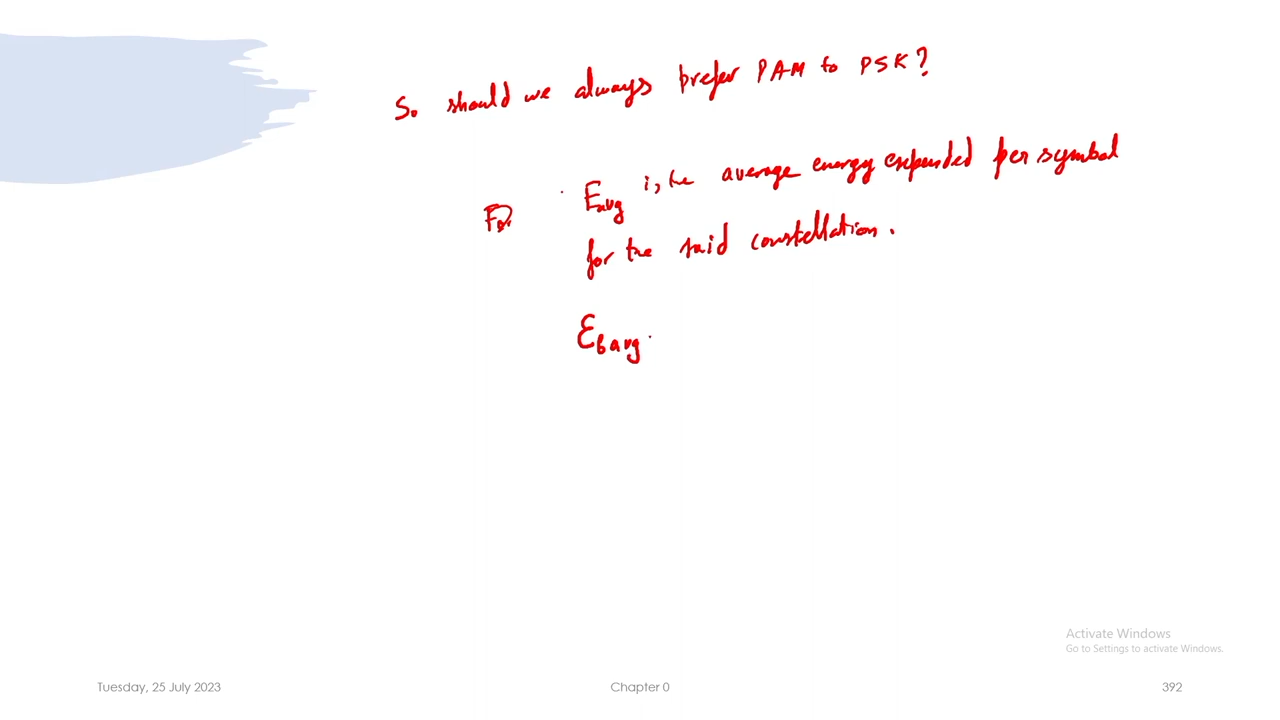 So should we always prefer PAM to PSK?
Eavg is the average energy expended per symbol
for the said constellation.
Ebavg
Activate Windows
Go to Settings to activate Windows.
Tuesday, 25 July 2023
Chapter 0
392